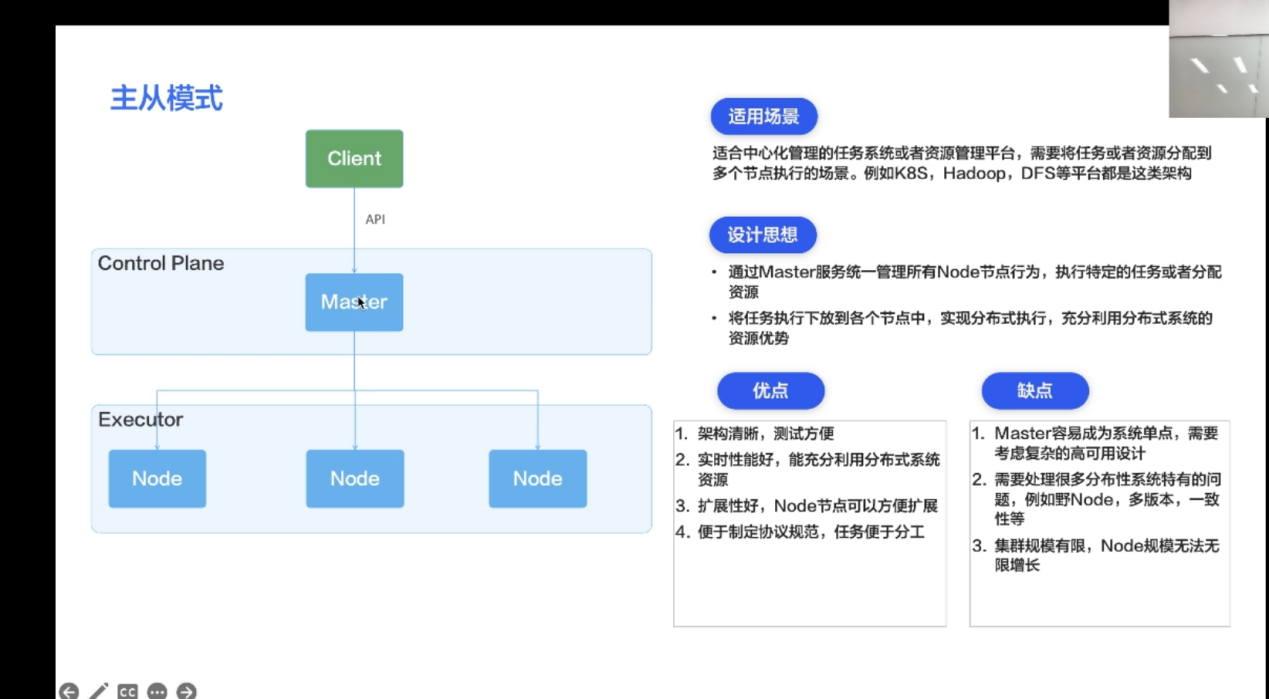 主从模式
Client
API
Control Plane
Master
Executor
Node
Node
Node
适用场景
适合中心化管理的任务系统或者资源管理平台，需要将任务或者资源分配到
多个节点执行的场景。例如K8S，Hadoop，DFS等平台都是这类架构
设计思想
• 通过Master服务统一管理所有Node节点行为，执行特定的任务或者分配
资源
• 将任务执行下放到各个节点中，实现分布式执行，充分利用分布式系统的
资源优势
优点
1. 架构清晰，测试方便
2. 实时性能好，能充分利用分布式系统
资源
3. 扩展性好，Node节点可以方便扩展
4. 便于制定协议规范，任务便于分工
缺点
1. Master容易成为系统单点，需要
考虑复杂的高可用设计
2. 需要处理很多分布性系统特有的问
题，例如野Node，多版本，一致
性等
3. 集群规模有限，Node规模无法无
限增长
CC